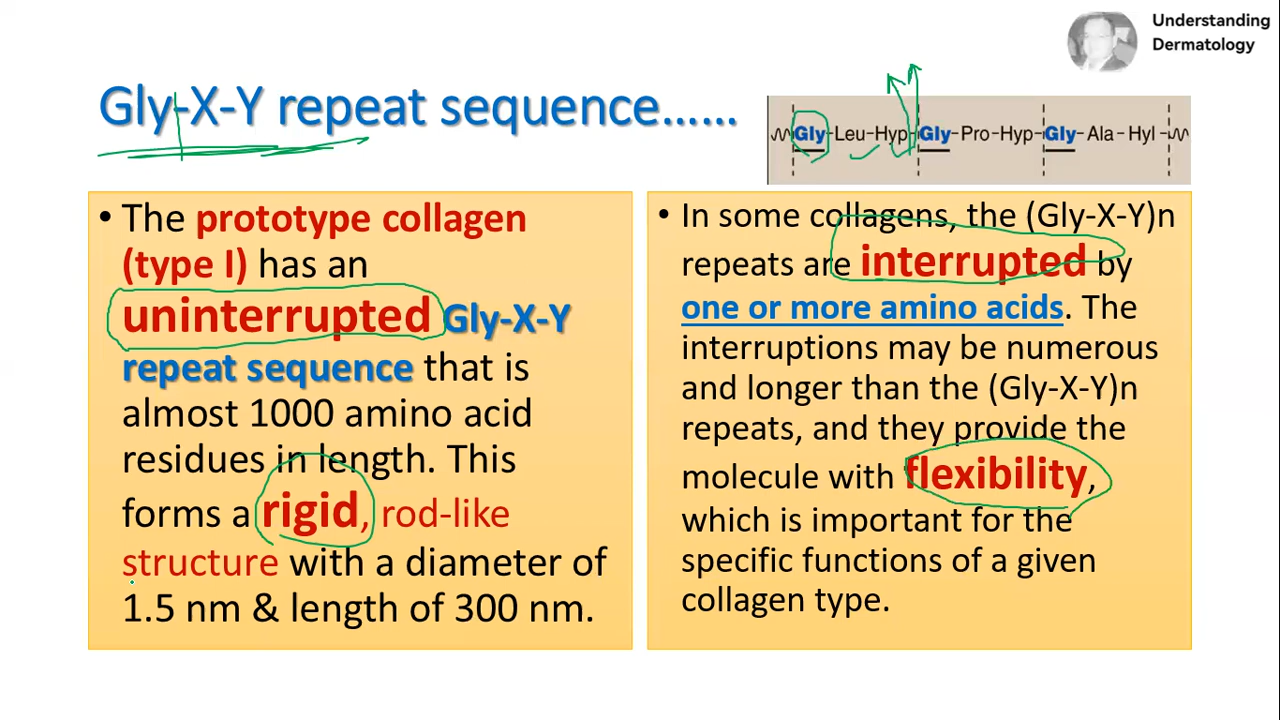 Understanding
Dermatology
Gly-X-Y repeat sequence......
Gly-Leu-Hyp-Gly-Pro-Hyp-Gly-Ala-Hyl
• The prototype collagen
(type I) has an
uninterrupted Gly-X-Y
repeat sequence that is
almost 1000 amino acid
residues in length. This
forms a rigid, rod-like
structure with a diameter of
1.5 nm & length of 300 nm.
• In some collagens, the (Gly-X-Y)n
repeats are interrupted by
one or more amino acids. The
interruptions may be numerous
and longer than the (Gly-X-Y)n
repeats, and they provide the
molecule with flexibility,
which is important for the
specific functions of a given
collagen type.